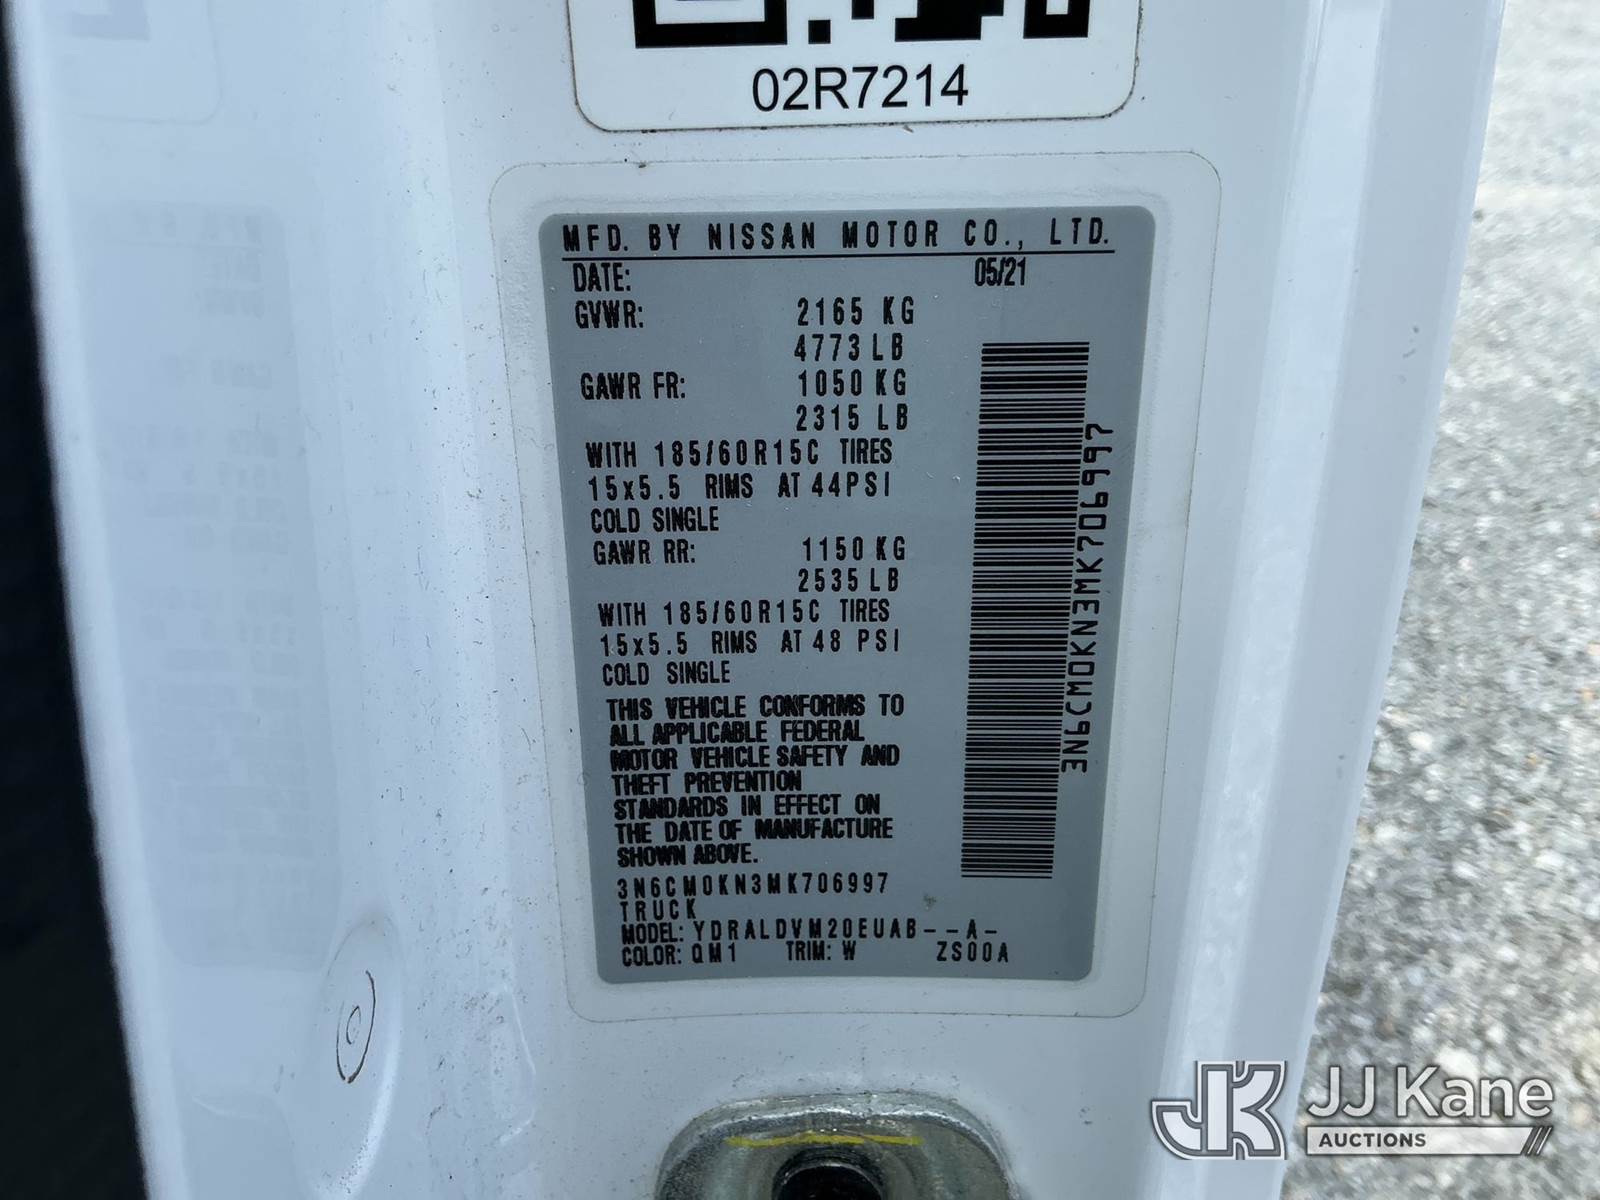 02R7214
MFD. BY NISSAN MOTOR CO., LTD.
DATE: 05/21
GVWR: 2165 KG
4773 LB
GAWR FR: 1050 KG
2315 LB
WITH 185/60R15C TIRES
15x5.5 RIMS AT 44PSI
COLD SINGLE
GAWR RR: 1150 KG
2535 LB
WITH 185/60R15C TIRES
15x5.5 RIMS AT 48 PSI
COLD SINGLE
THIS VEHICLE CONFORMS TO
ALL APPLICABLE FEDERAL
MOTOR VEHICLE SAFETY AND
THEFT PREVENTION
STANDARDS IN EFFECT ON
THE DATE OF MANUFACTURE
SHOWN ABOVE.
3N6CM0KN3MK706997
TRUCK
MODEL: YDRALDVM20EUAB--A-
COLOR: QM1 TRIM: W ZS00A
3N6CM0KN3MK706997
JK JJ Kane
AUCTIONS